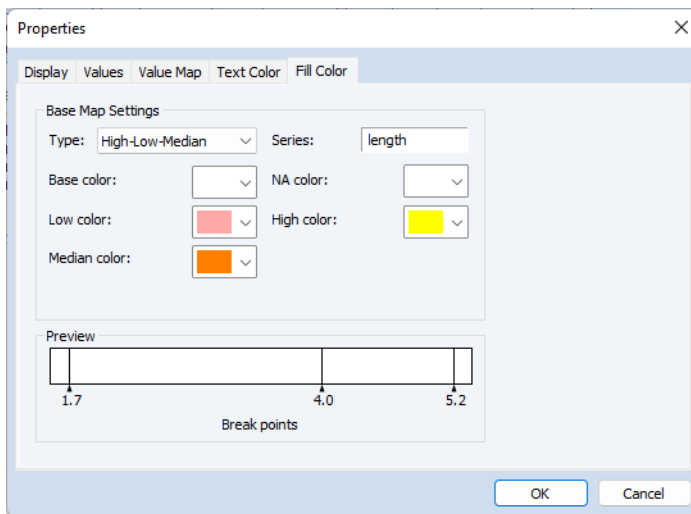 Properties
Display Values Value Map Text Color Fill Color
Base Map Settings
Type: High-Low-Median Series: length
Base color: NA color:
Low color: High color:
Median color:
Preview
1.7 4.0 5.2
Break points
OK Cancel